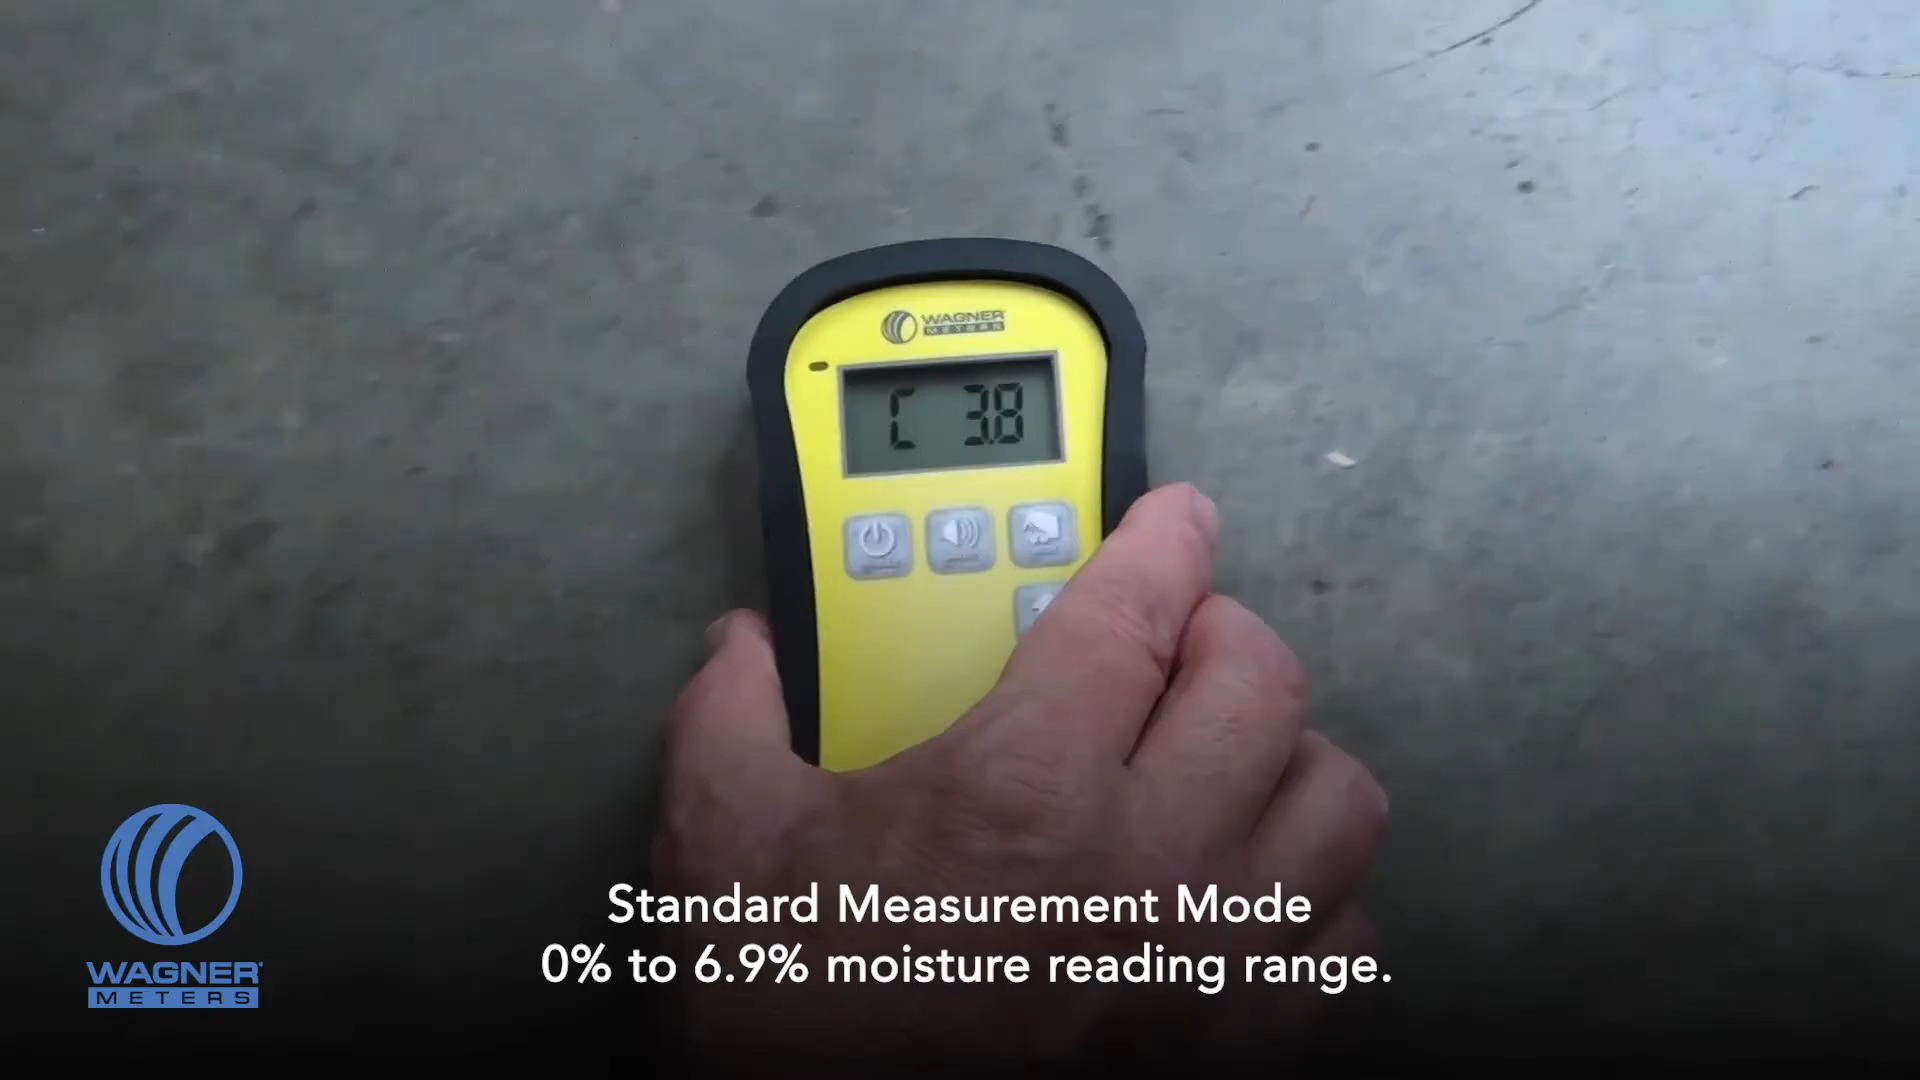 WAGNER
METERS
C 3.8
WAGNER
METERS
Standard Measurement Mode
0% to 6.9% moisture reading range.